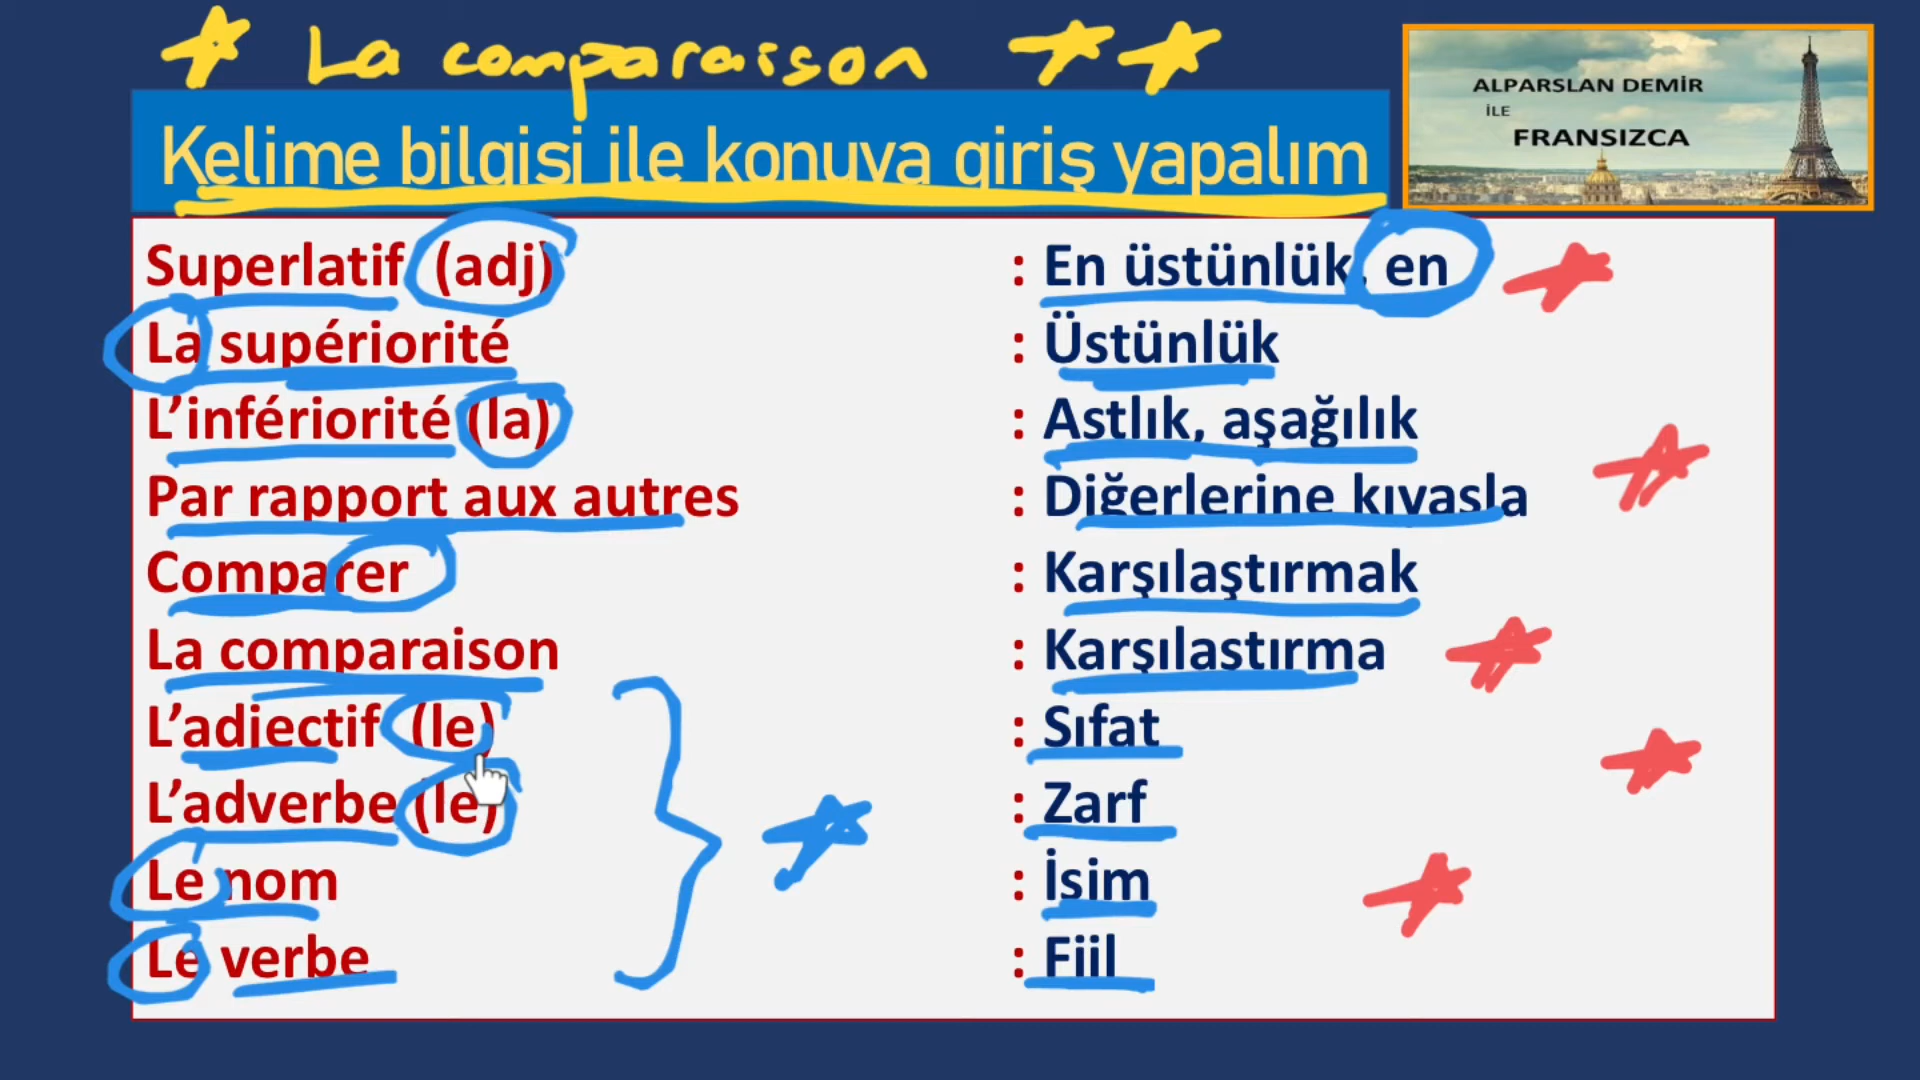 La comparaison
Kelime bilgisi ile konuya giriş yapalım
ALPARSLAN DEMİR
İLE
FRANSIZCA
Superlatif (adj) : En üstünlük, en
La supériorité : Üstünlük
L’infériorité (la) : Astlık, aşağılık
Par rapport aux autres : Diğerlerine kıyasla
Comparer : Karşılaştırmak
La comparaison : Karşılaştırma
L’adjectif (le) : Sıfat
L’adverbe (le) : Zarf
Le nom : İsim
Le verbe : Fiil